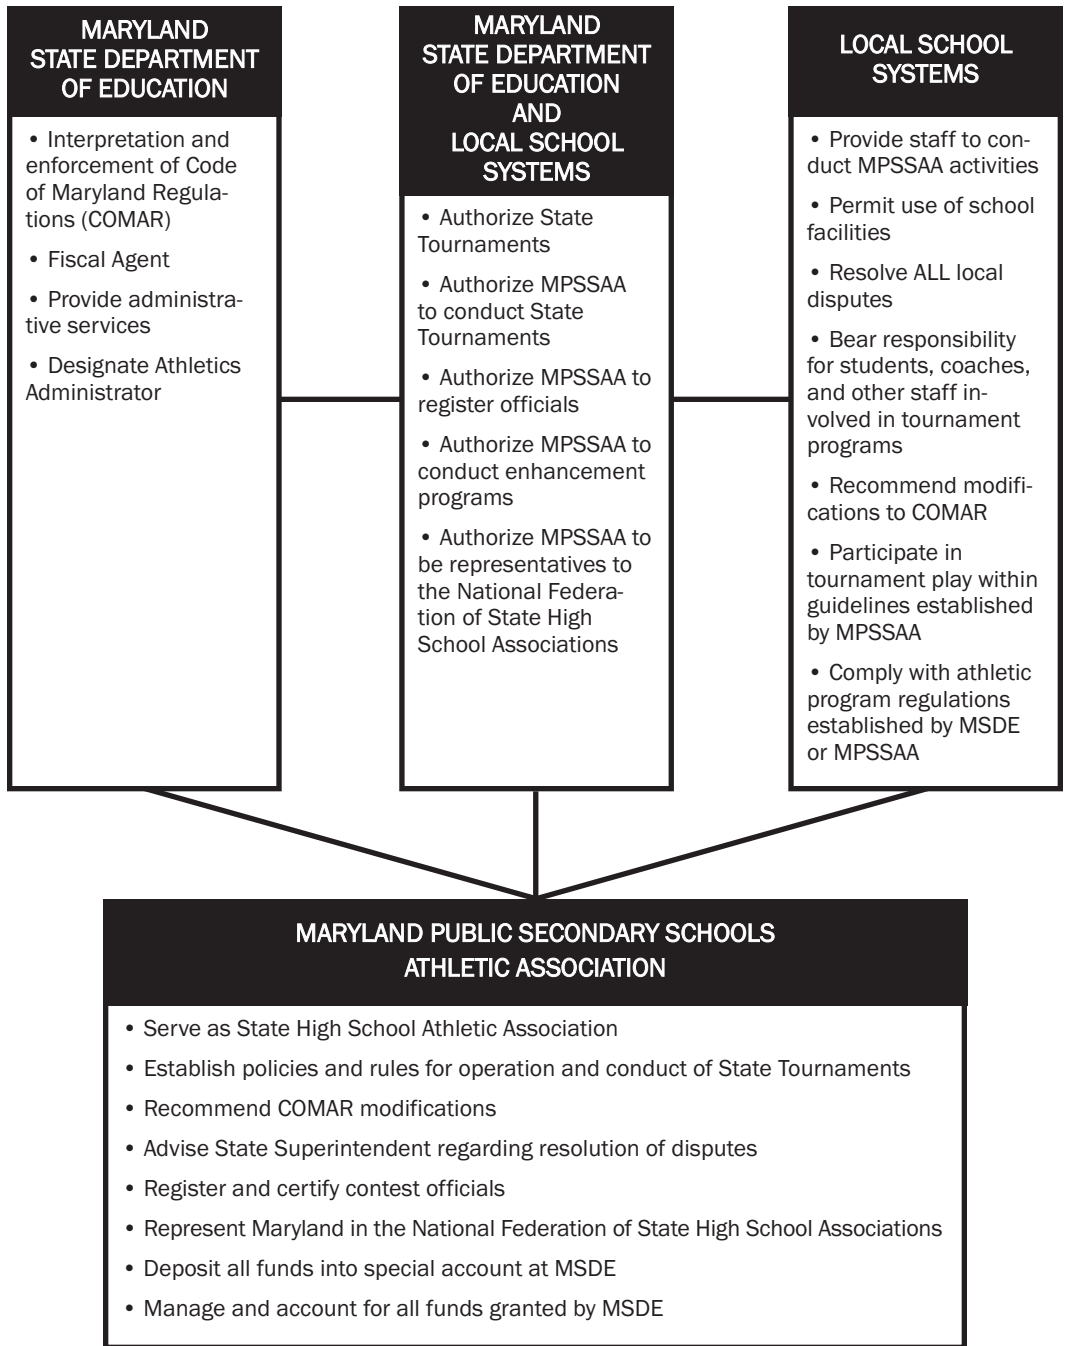 MARYLAND
STATE DEPARTMENT
OF EDUCATION
• Interpretation and
enforcement of Code
of Maryland Regula-
tions (COMAR)
• Fiscal Agent
• Provide administra-
tive services
• Designate Athletics
Administrator
MARYLAND
STATE DEPARTMENT
OF EDUCATION
AND
LOCAL SCHOOL
SYSTEMS
• Authorize State
Tournaments
• Authorize MPSSAA
to conduct State
Tournaments
• Authorize MPSSAA to
register officials
• Authorize MPSSAA to
conduct enhancement
programs
• Authorize MPSSAA to
be representatives to
the National Federa-
tion of State High
School Associations
LOCAL SCHOOL
SYSTEMS
• Provide staff to con-
duct MPSSAA activities
• Permit use of school
facilities
• Resolve ALL local
disputes
• Bear responsibility
for students, coaches,
and other staff in-
volved in tournament
programs
• Recommend modifi-
cations to COMAR
• Participate in
tournament play within
guidelines established
by MPSSAA
• Comply with athletic
program regulations
established by MSDE
or MPSSAA
MARYLAND PUBLIC SECONDARY SCHOOLS
ATHLETIC ASSOCIATION
• Serve as State High School Athletic Association
• Establish policies and rules for operation and conduct of State Tournaments
• Recommend COMAR modifications
• Advise State Superintendent regarding resolution of disputes
• Register and certify contest officials
• Represent Maryland in the National Federation of State High School Associations
• Deposit all funds into special account at MSDE
• Manage and account for all funds granted by MSDE